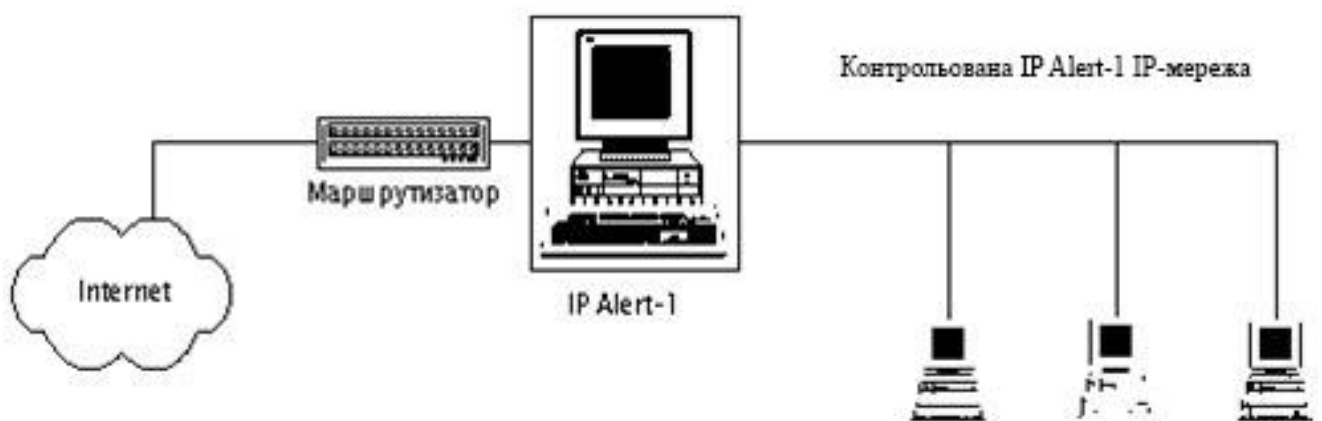 Контрольована IP Alert-1 IP-мережа
Маршрутизатор
Internet
IP Alert-1